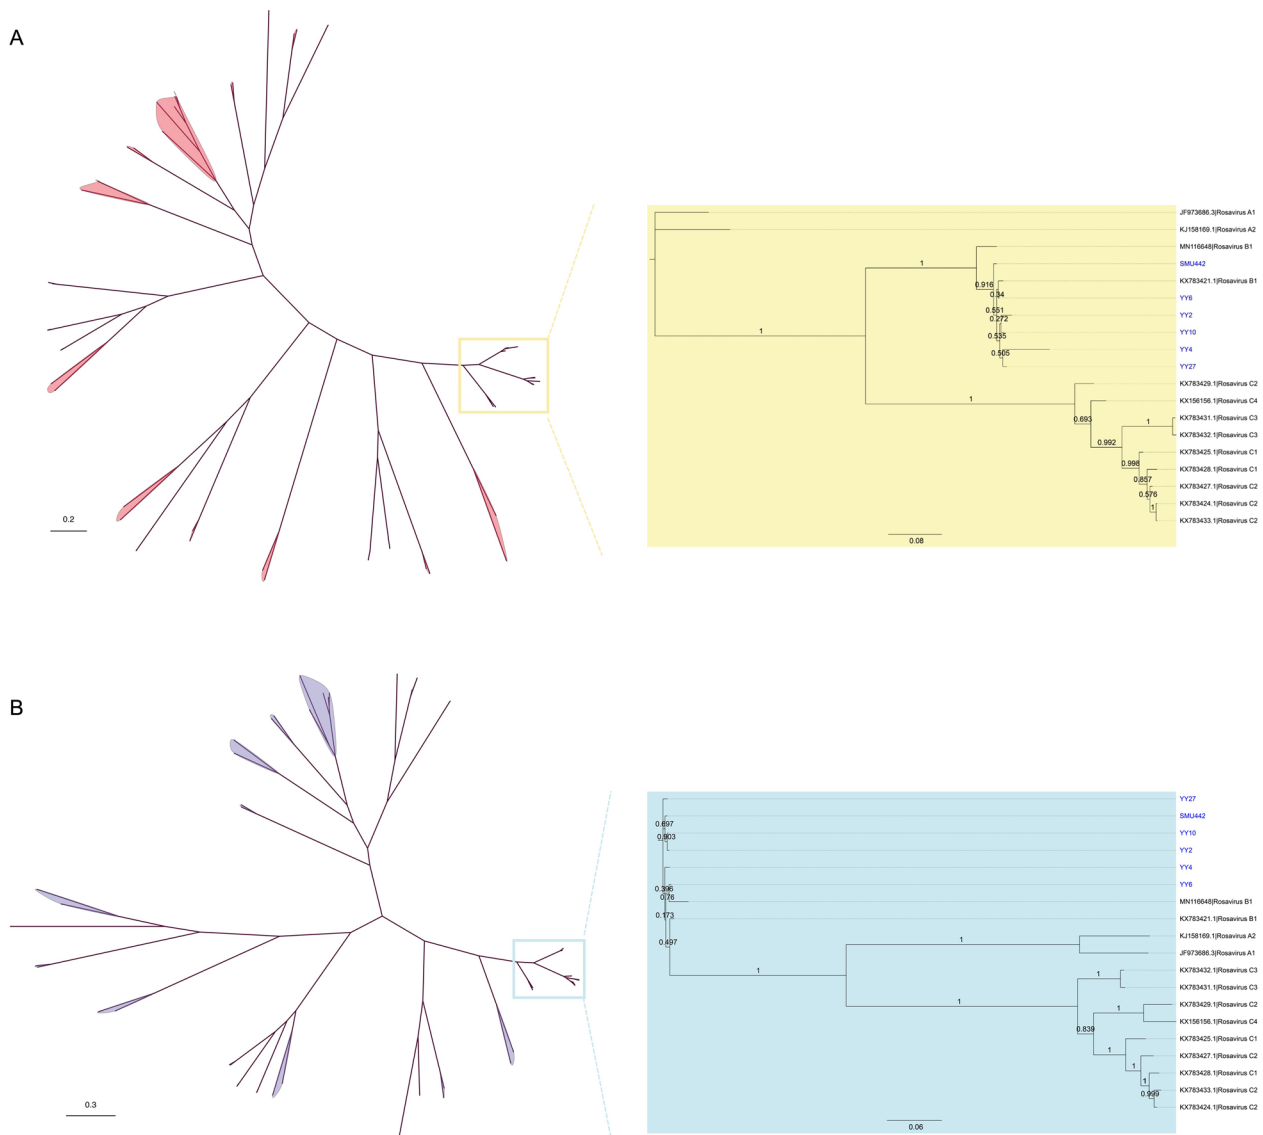 A
0.2
JF973686.3|Rosavirus A1
KJ158169.1|Rosavirus A2
MN116648|Rosavirus B1
1
SMU442
0.916
KX783421.1|Rosavirus B1
0.34
YY6
0.551
YY2
0.272
YY10
1
0.535
YY4
0.505
YY27
KX783429.1|Rosavirus C2
1
KX156156.1|Rosavirus C4
0.693
KX783431.1|Rosavirus C3
1
KX783432.1|Rosavirus C3
0.992
KX783425.1|Rosavirus C1
0.998
KX783428.1|Rosavirus C1
0.857
KX783427.1|Rosavirus C2
0.576
KX783424.1|Rosavirus C2
1
KX783433.1|Rosavirus C2
0.08
B
0.3
YY27
SMU442
0.697
YY10
0.903
YY2
YY4
YY6
0.396
0.76
MN116648|Rosavirus B1
0.173
KX783421.1|Rosavirus B1
KJ158169.1|Rosavirus A2
1
0.497
JF973686.3|Rosavirus A1
1
KX783432.1|Rosavirus C3
1
KX783431.1|Rosavirus C3
1
KX783429.1|Rosavirus C2
1
KX156156.1|Rosavirus C4
0.839
KX783425.1|Rosavirus C1
1
KX783427.1|Rosavirus C2
1
KX783428.1|Rosavirus C1
1
KX783433.1|Rosavirus C2
0.999
KX783424.1|Rosavirus C2
0.06